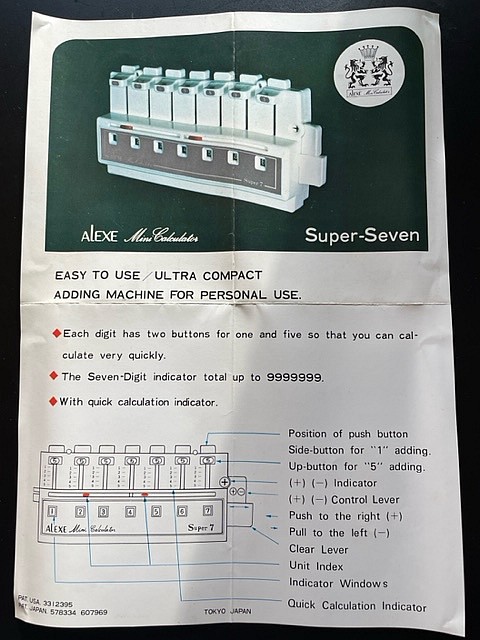 ALEXE Mini Calculator
Super 7
ALEXE Mini Calculator
Super-Seven
EASY TO USE / ULTRA COMPACT
ADDING MACHINE FOR PERSONAL USE.
Each digit has two buttons for one and five so that you can cal-
culate very quickly.
The Seven-Digit indicator total up to 9999999.
With quick calculation indicator.
Position of push button
Side-button for "1" adding.
Up-button for "5" adding.
(+) (−) Indicator
(+) (−) Control Lever
Push to the right (+)
Pull to the left (−)
Clear Lever
Unit Index
Indicator Windows
Quick Calculation Indicator
1 2 3 4 5 6 7
ALEXE Mini Calculator
Super 7
PAT. USA. 3312395
PAT. JAPAN. 578334 607969
TOKYO JAPAN